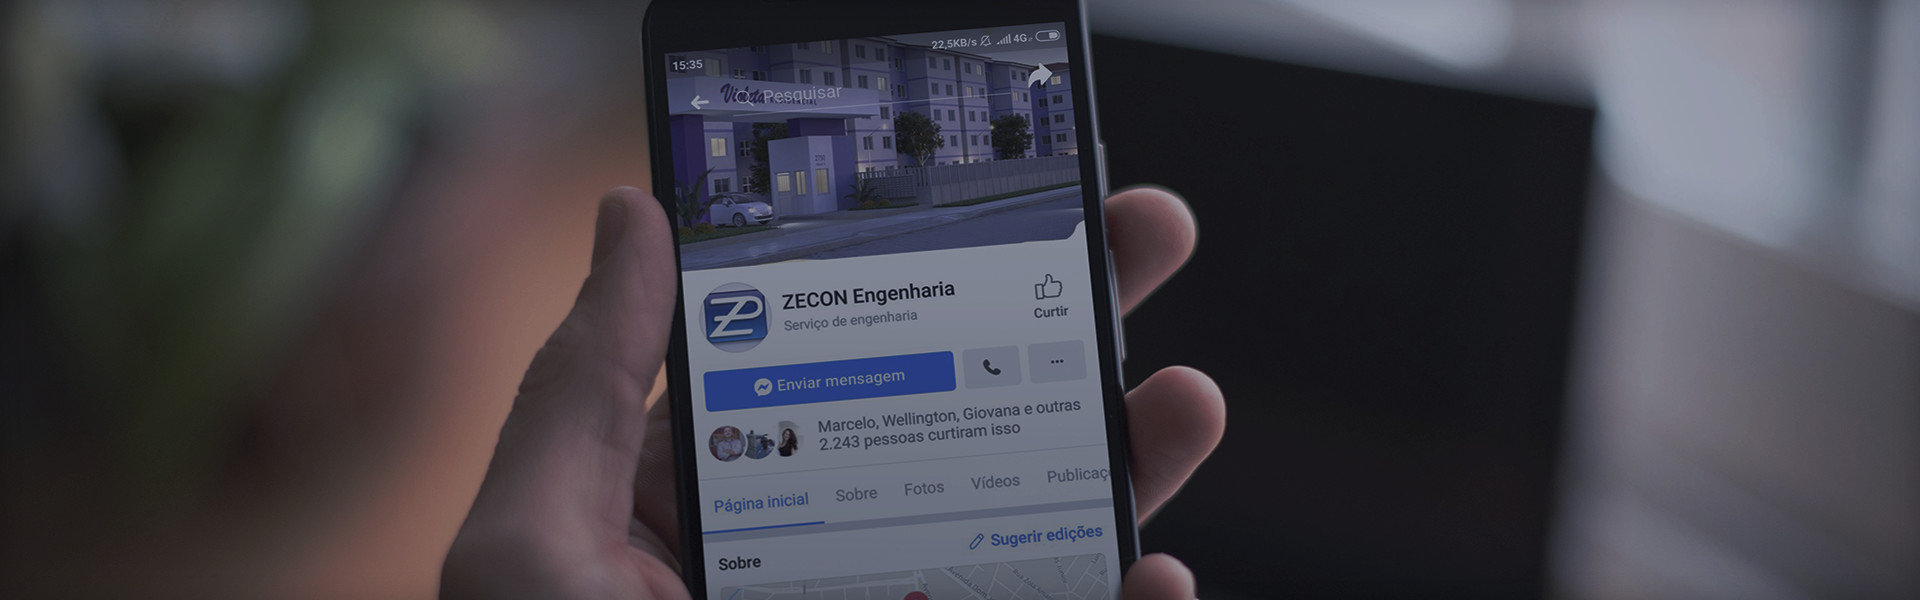 22,5KB/s 4G
15:35
Violeta
Pesquisar
ZECON Engenharia
Serviço de engenharia
Curtir
Enviar mensagem
Marcelo, Wellington, Giovana e outras
2.243 pessoas curtiram isso
Página inicial Sobre Fotos Vídeos Publicaç
Sugerir edições
Sobre